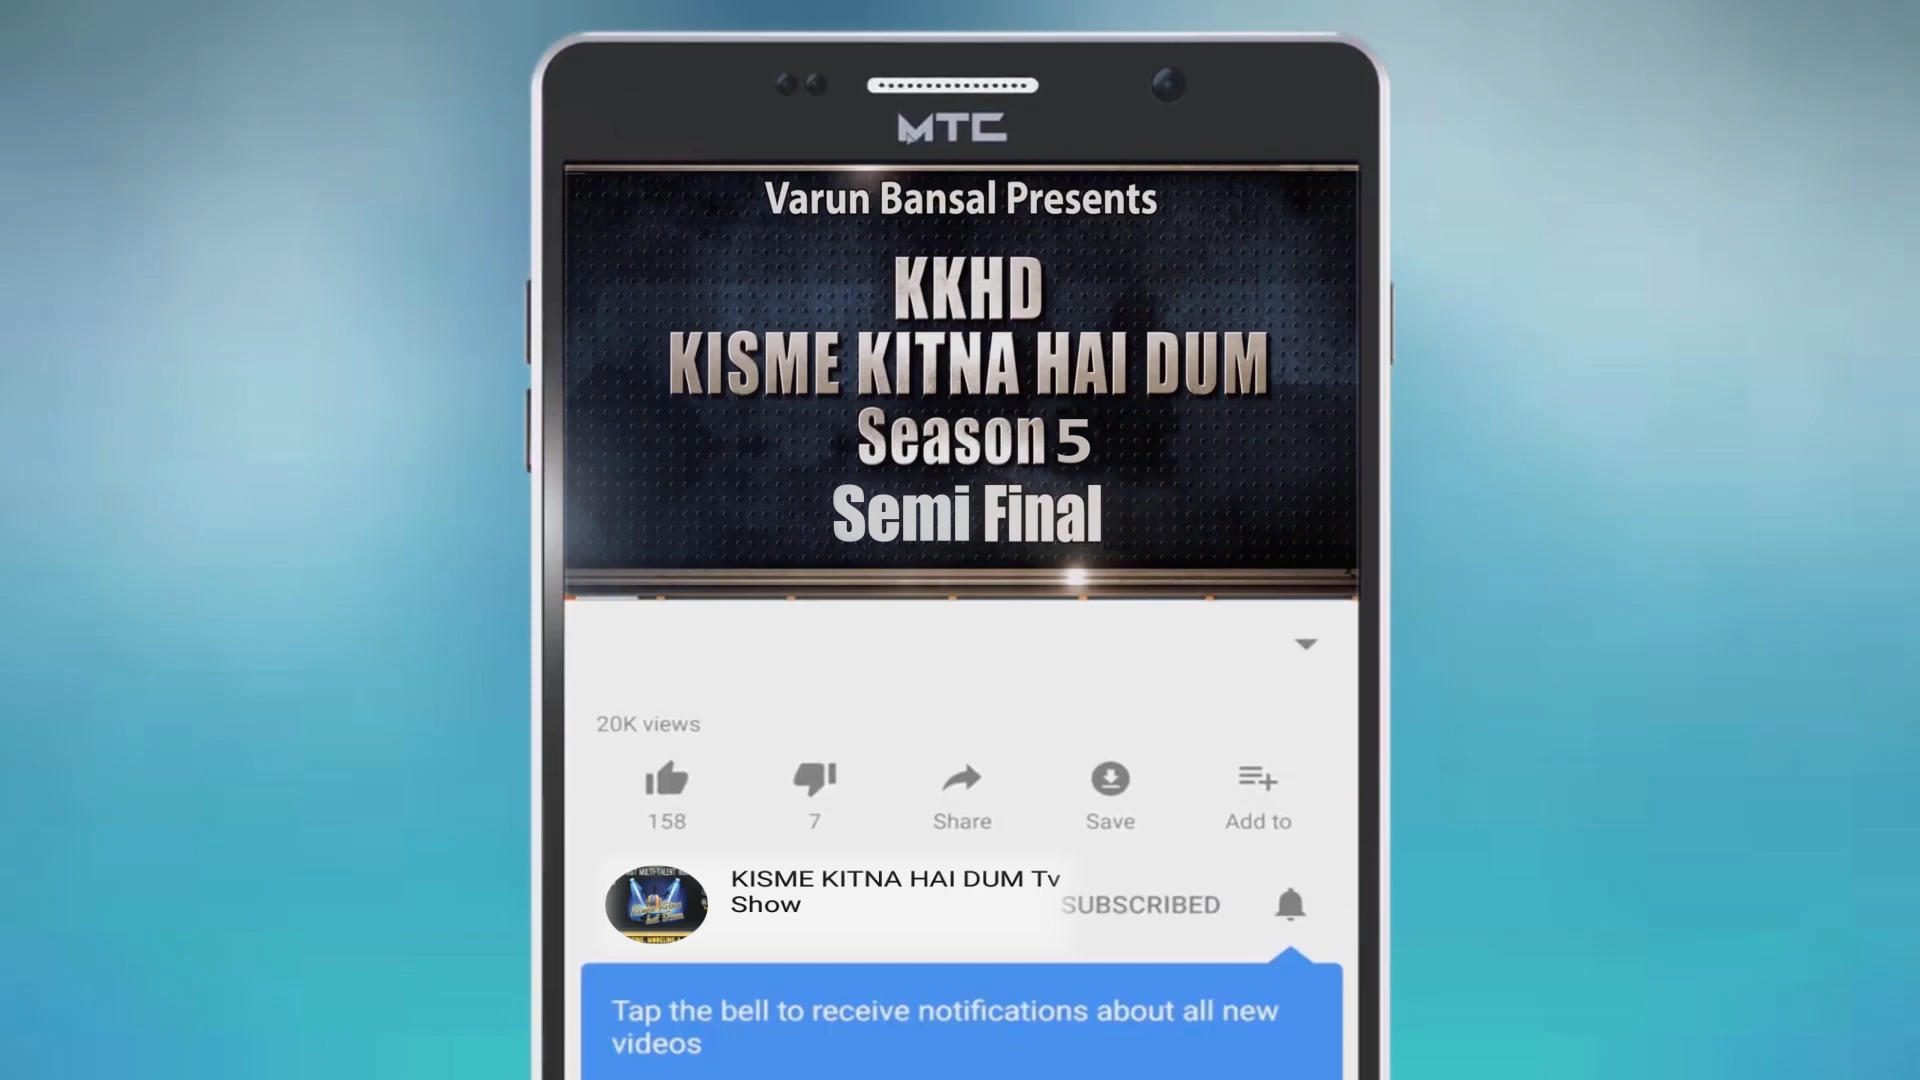 MTC
Varun Bansal Presents
KKHD
KISME KITNA HAI DUM
Season 5
Semi Final
20K views
158
7
Share
Save
Add to
KISME KITNA HAI DUM Tv
Show
SUBSCRIBED
Tap the bell to receive notifications about all new
videos